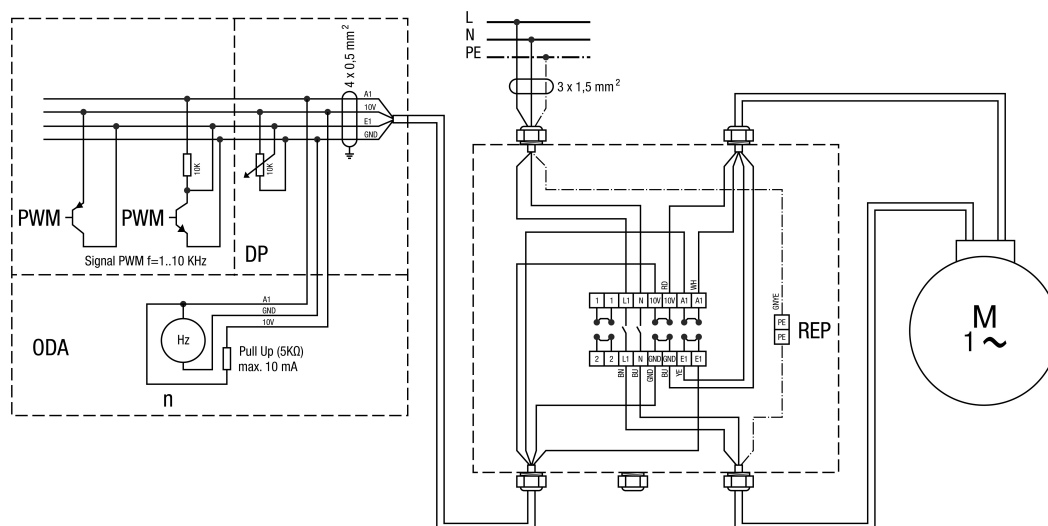 L
N
PE
3 x 1,5 mm²
4 x 0,5 mm²
A1
10V
E1
GND
10K
10K
PWM
PWM
Signal PWM f=1..10 KHz
DP
A1
GND
10V
Hz
Pull Up (5KΩ)
max. 10 mA
ODA
n
RD
WH
GNYE
1 1 L1 N 10V 10V A1 A1
2 2 L1 N GND GND E1 E1
BN
BU
GND
BU
YE
PE
PE
REP
M
1~